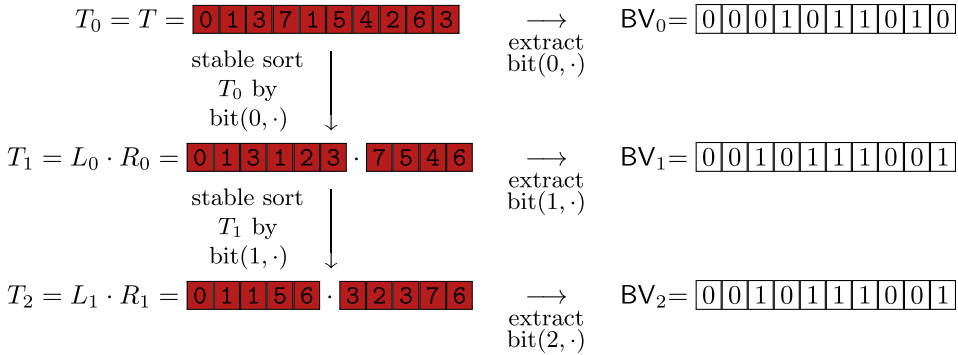 T₀ = T = 0 1 3 7 1 5 4 2 6 3 ⟶ BV₀= 0 0 0 1 0 1 1 0 1 0
stable sort extract
T₀ by bit(0, ·)
bit(0, ·)
T₁ = L₀ · R₀ = 0 1 3 1 2 3 · 7 5 4 6 ⟶ BV₁= 0 0 1 0 1 1 1 0 0 1
stable sort extract
T₁ by bit(1, ·)
bit(1, ·)
T₂ = L₁ · R₁ = 0 1 1 5 6 · 3 2 3 7 6 ⟶ BV₂= 0 0 1 0 1 1 1 0 0 1
extract
bit(2, ·)